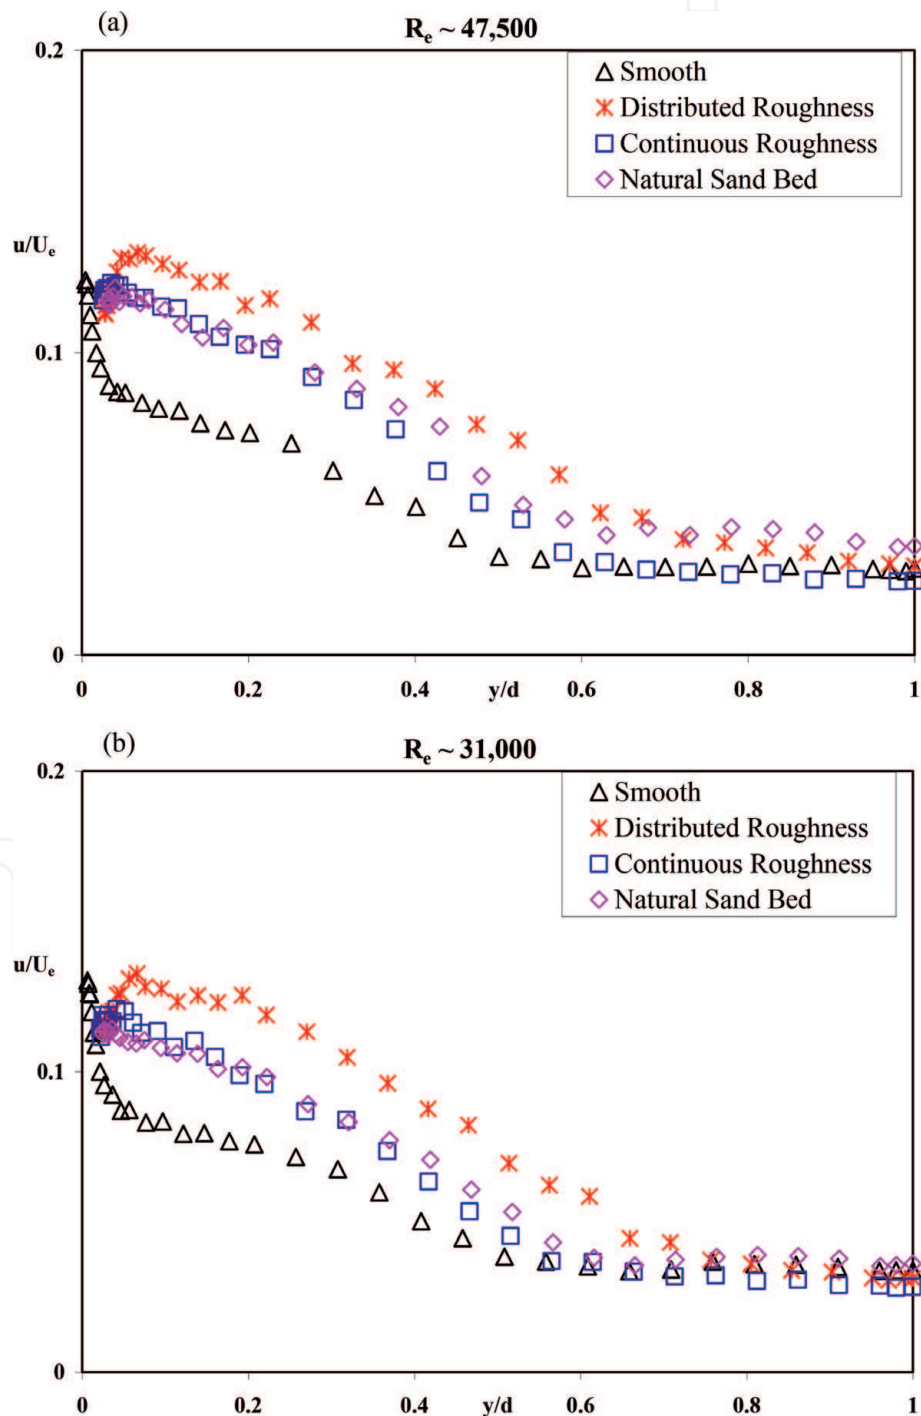 (a)
Re ~ 47,500
0.2
Smooth
Distributed Roughness
Continuous Roughness
Natural Sand Bed
u/Ue
0.1
0
0 0.2 0.4 y/d 0.6 0.8 1
(b)
Re ~ 31,000
0.2
Smooth
Distributed Roughness
Continuous Roughness
Natural Sand Bed
u/Ue
0.1
0
0 0.2 0.4 y/d 0.6 0.8 1